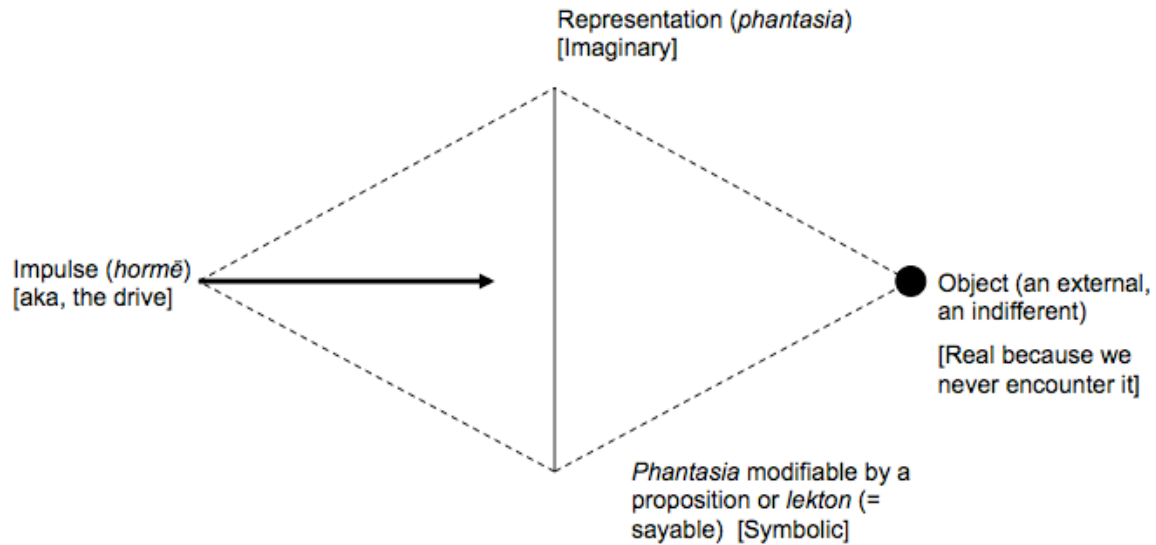 Representation (phantasia)
[Imaginary]
Impulse (hormē)
[aka, the drive]
Object (an external,
an indifferent)
[Real because we
never encounter it]
Phantasia modifiable by a
proposition or lekton (=
sayable)  [Symbolic]